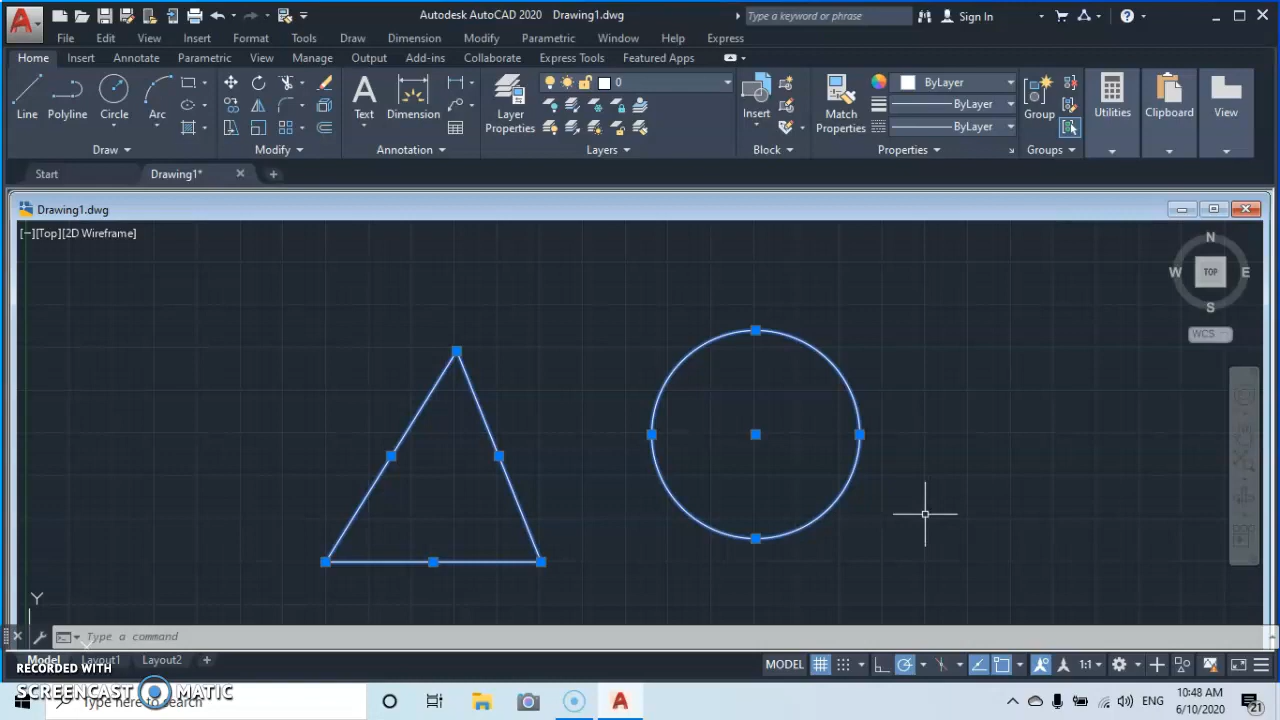 Autodesk AutoCAD 2020 Drawing1.dwg
Type a keyword or phrase
Sign In
File Edit View Insert Format Tools Draw Dimension Modify Parametric Window Help Express
Home Insert Annotate Parametric View Manage Output Add-ins Collaborate Express Tools Featured Apps
0
ByLayer
ByLayer
ByLayer
Line Polyline Circle Arc
Text Dimension
Layer
Properties
Insert
Match
Properties
Group
Utilities Clipboard View
Draw Modify Annotation Layers Block Properties Groups
Start Drawing1*
Drawing1.dwg
[−][Top][2D Wireframe]
N
W TOP E
S
WCS
Y
Type a command
Model Layout1 Layout2
MODEL 1:1
RECORDED WITH
SCREENCAST MATIC
Type here to search
ENG
10:48 AM
6/10/2020
21